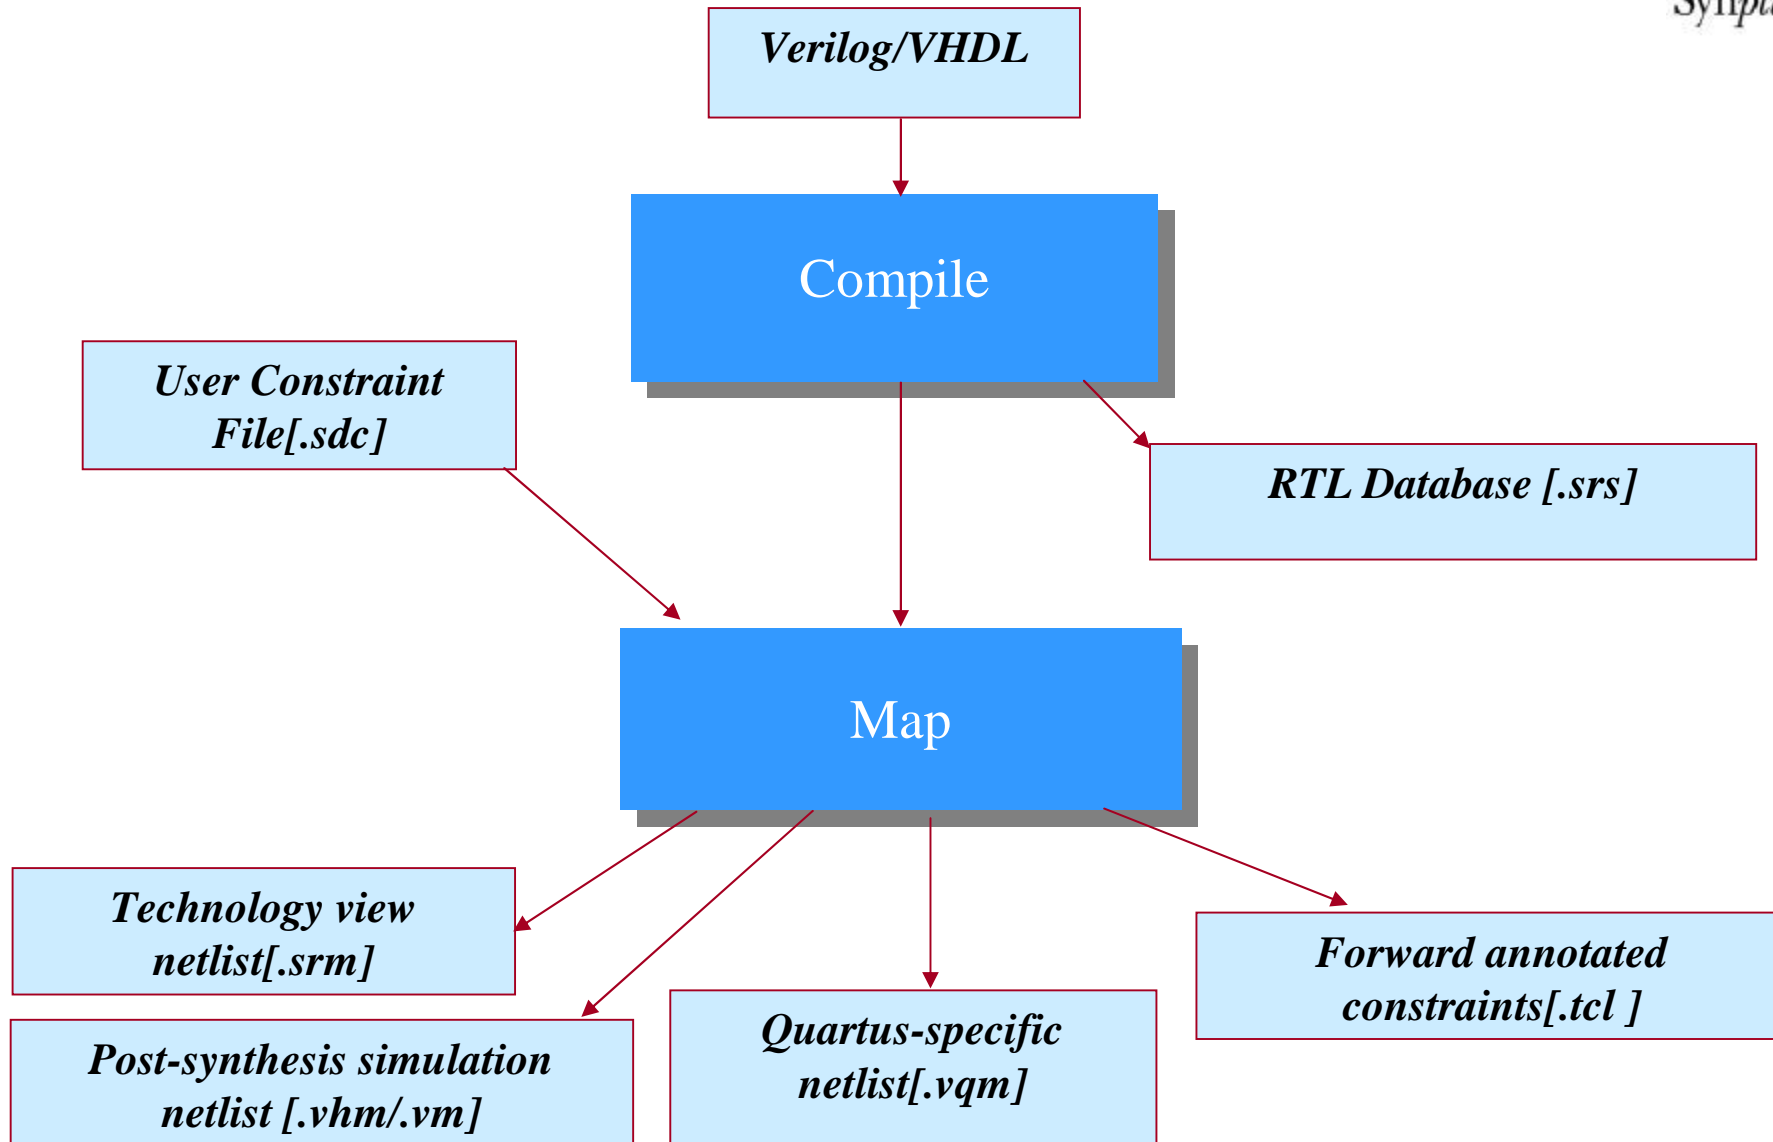 Verilog/VHDL
Compile
User Constraint
File[.sdc]
RTL Database [.srs]
Map
Technology view
netlist[.srm]
Forward annotated
constraints[.tcl ]
Quartus-specific
netlist[.vqm]
Post-synthesis simulation
netlist [.vhm/.vm]